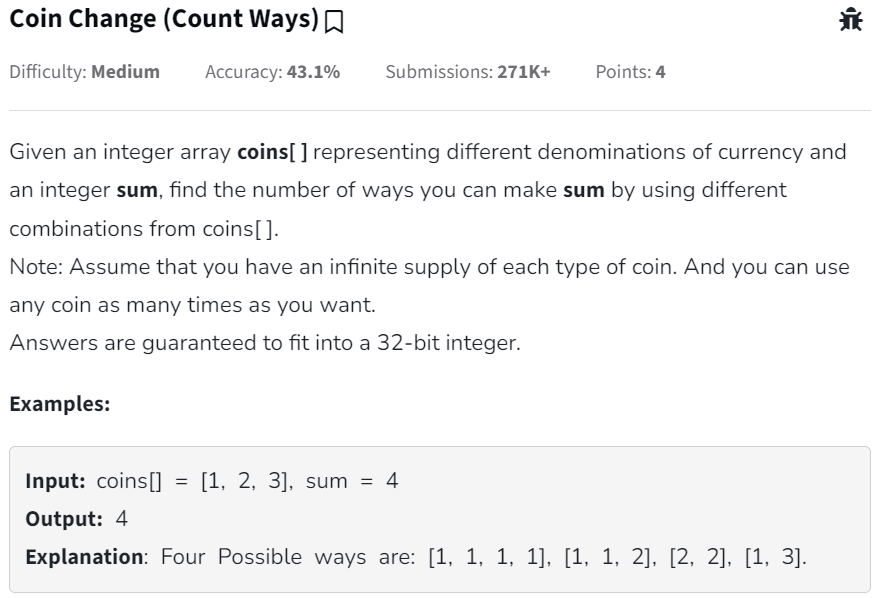 Coin Change (Count Ways)
Difficulty: Medium Accuracy: 43.1% Submissions: 271K+ Points: 4
Given an integer array coins[ ] representing different denominations of currency and
an integer sum, find the number of ways you can make sum by using different
combinations from coins[ ].
Note: Assume that you have an infinite supply of each type of coin. And you can use
any coin as many times as you want.
Answers are guaranteed to fit into a 32-bit integer.
Examples:
Input: coins[] = [1, 2, 3], sum = 4
Output: 4
Explanation: Four Possible ways are: [1, 1, 1, 1], [1, 1, 2], [2, 2], [1, 3].